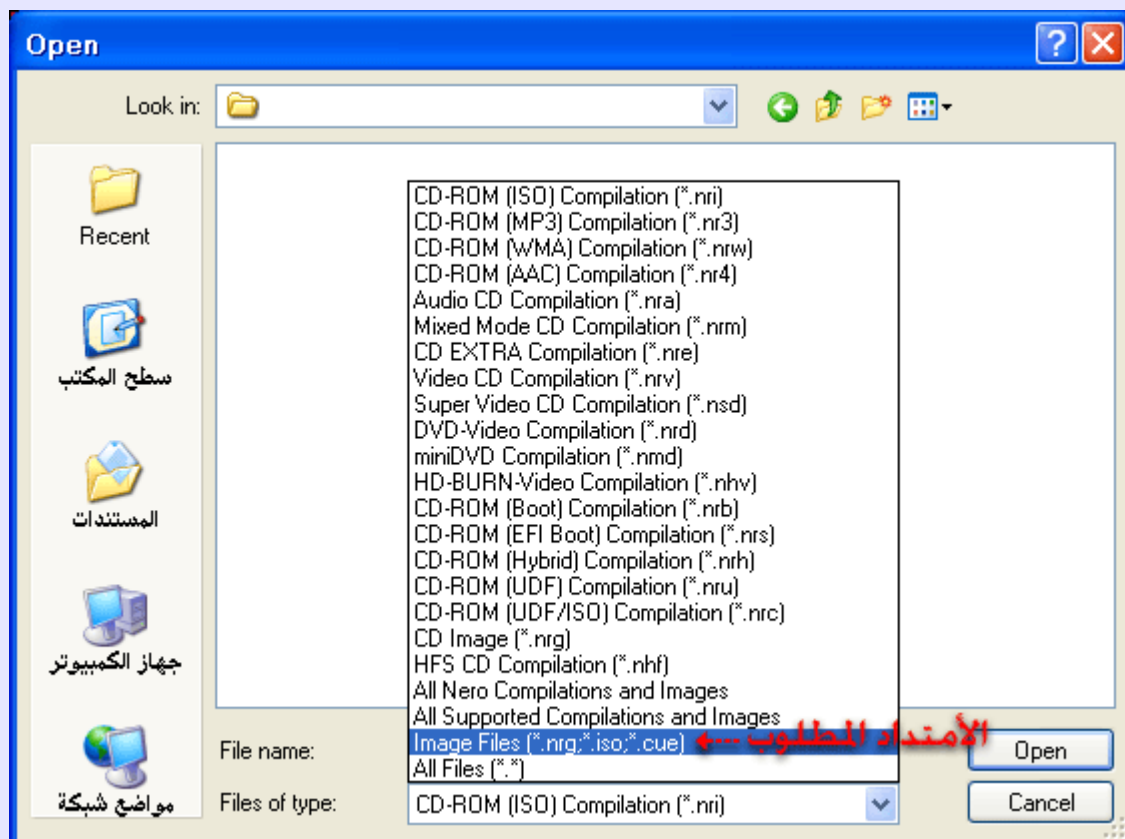 Open
Look in:
Recent
سطح المكتب
المستندات
جهاز الكمبيوتر
مواضع شبكة
CD-ROM (ISO) Compilation (*.nri)
CD-ROM (MP3) Compilation (*.nr3)
CD-ROM (WMA) Compilation (*.nrw)
CD-ROM (AAC) Compilation (*.nr4)
Audio CD Compilation (*.nra)
Mixed Mode CD Compilation (*.nrm)
CD EXTRA Compilation (*.nre)
Video CD Compilation (*.nrv)
Super Video CD Compilation (*.nsd)
DVD-Video Compilation (*.nrd)
miniDVD Compilation (*.nmd)
HD-BURN-Video Compilation (*.nhv)
CD-ROM (Boot) Compilation (*.nrb)
CD-ROM (EFI Boot) Compilation (*.nrs)
CD-ROM (Hybrid) Compilation (*.nrh)
CD-ROM (UDF) Compilation (*.nru)
CD-ROM (UDF/ISO) Compilation (*.nrc)
CD Image (*.nrg)
HFS CD Compilation (*.nhf)
All Nero Compilations and Images
All Supported Compilations and Images
Image Files (*.nrg;*.iso;*.cue)
الأمتداد المطلوب
All Files (*.*)
File name:
Open
Files of type:
CD-ROM (ISO) Compilation (*.nri)
Cancel